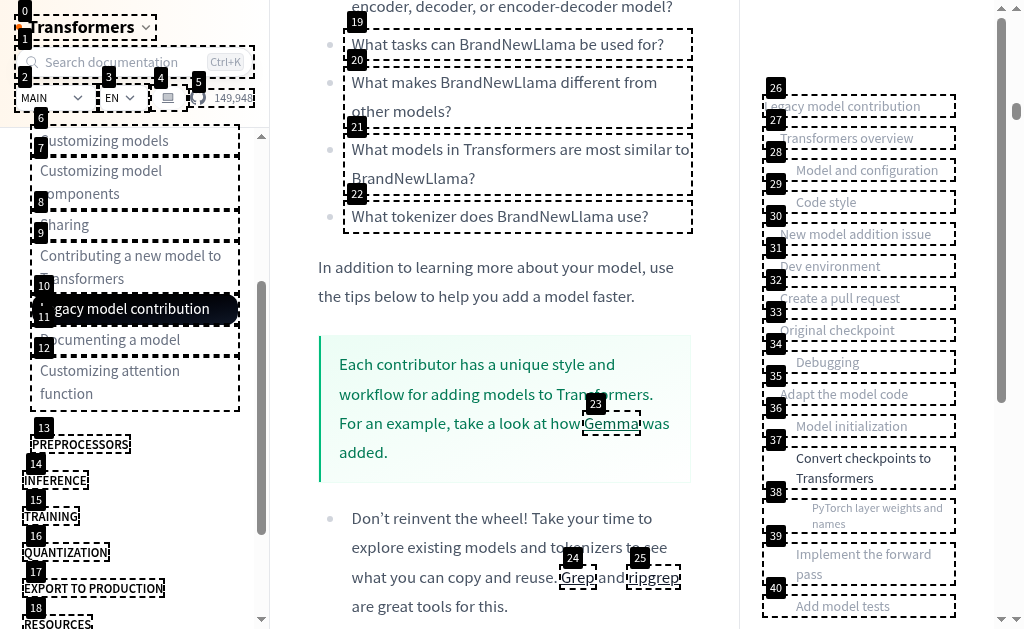 0
Transformers
1
Search documentation Ctrl+K
2 3 4 5
MAIN EN 149,948
6
Customizing models
7
Customizing model
components
8
Sharing
9
Contributing a new model to
Transformers
10
Legacy model contribution
11
Documenting a model
12
Customizing attention
function
13
PREPROCESSORS
14
INFERENCE
15
TRAINING
16
QUANTIZATION
17
EXPORT TO PRODUCTION
18
RESOURCES
encoder, decoder, or encoder-decoder model?
19
What tasks can BrandNewLlama be used for?
20
What makes BrandNewLlama different from
other models?
21
What models in Transformers are most similar to
BrandNewLlama?
22
What tokenizer does BrandNewLlama use?
In addition to learning more about your model, use
the tips below to help you add a model faster.
Each contributor has a unique style and
workflow for adding models to Transformers.
23
For an example, take a look at how Gemma was
added.
Don’t reinvent the wheel! Take your time to
explore existing models and tokenizers to see
24 25
what you can copy and reuse. Grep and ripgrep
are great tools for this.
26
Legacy model contribution
27
Transformers overview
28
Model and configuration
29
Code style
30
New model addition issue
31
Dev environment
32
Create a pull request
33
Original checkpoint
34
Debugging
35
Adapt the model code
36
Model initialization
37
Convert checkpoints to
Transformers
38
PyTorch layer weights and
names
39
Implement the forward
pass
40
Add model tests